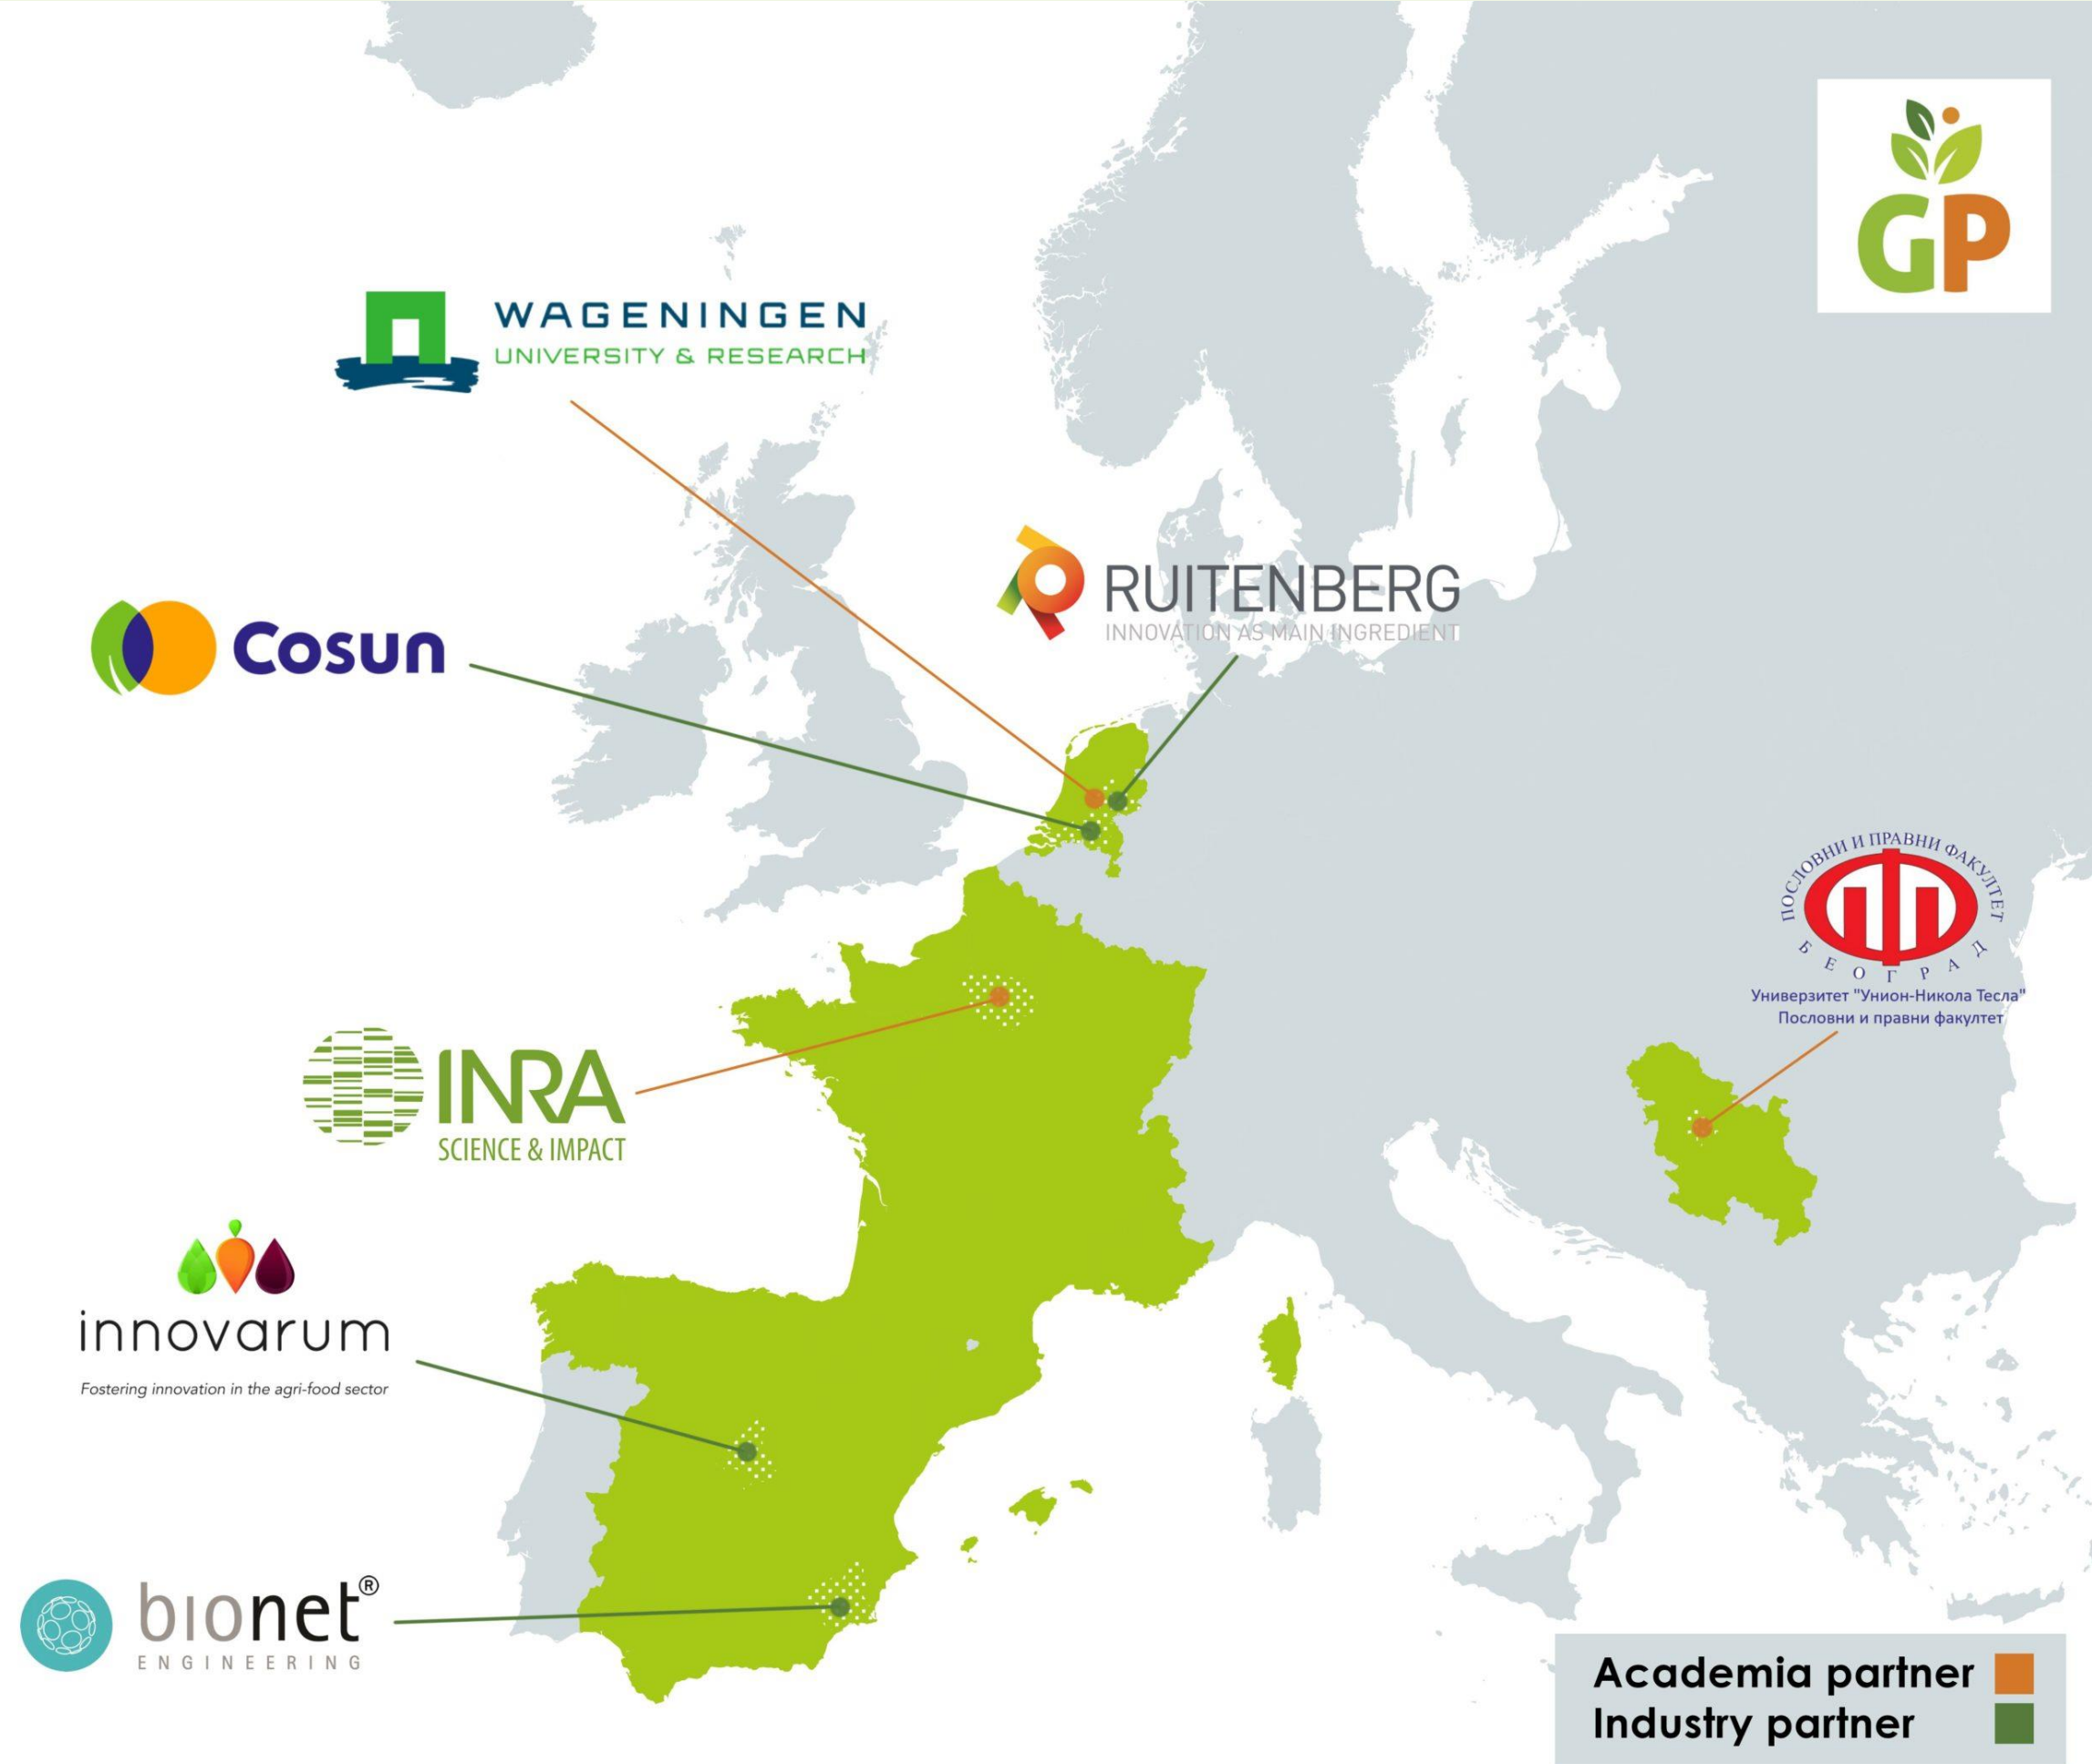 GP
WAGENINGEN
UNIVERSITY & RESEARCH
RUITENBERG
INNOVATION AS MAIN INGREDIENT
Cosun
ПОСЛОВНИ И ПРАВНИ ФАКУЛТЕТ
БЕОГРАД
Универзитет "Унион-Никола Тесла"
Пословни и правни факултет
INRA
SCIENCE & IMPACT
innovarum
Fostering innovation in the agri-food sector
bionet®
ENGINEERING
Academia partner
Industry partner